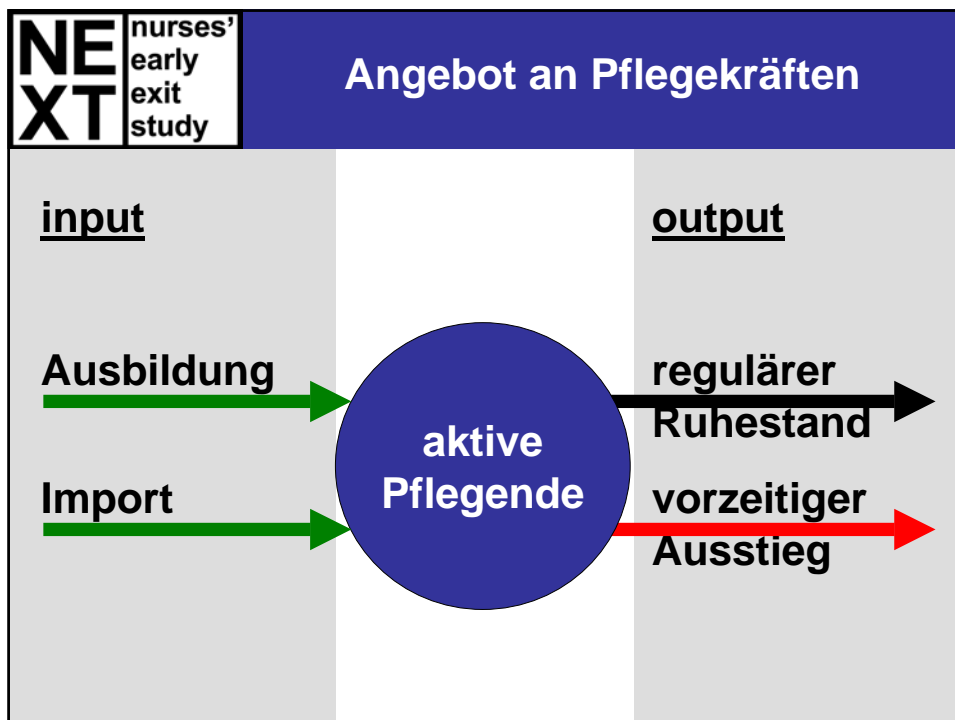 NE
XT
nurses'
early
exit
study
Angebot an Pflegekräften
input
output
Ausbildung
Import
aktive
Pflegende
regulärer
Ruhestand
vorzeitiger
Ausstieg